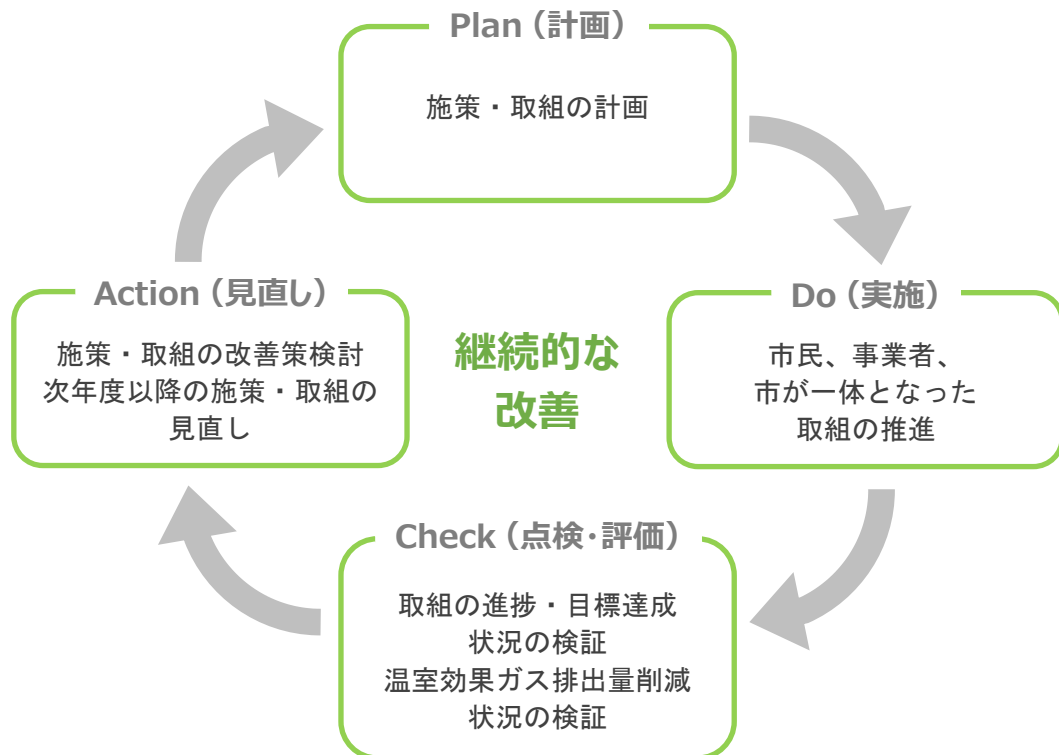 Plan（計画）
施策・取組の計画
Action（見直し）
施策・取組の改善策検討
次年度以降の施策・取組の
見直し
継続的な
改善
Do（実施）
市民、事業者、
市が一体となった
取組の推進
Check（点検・評価）
取組の進捗・目標達成
状況の検証
温室効果ガス排出量削減
状況の検証